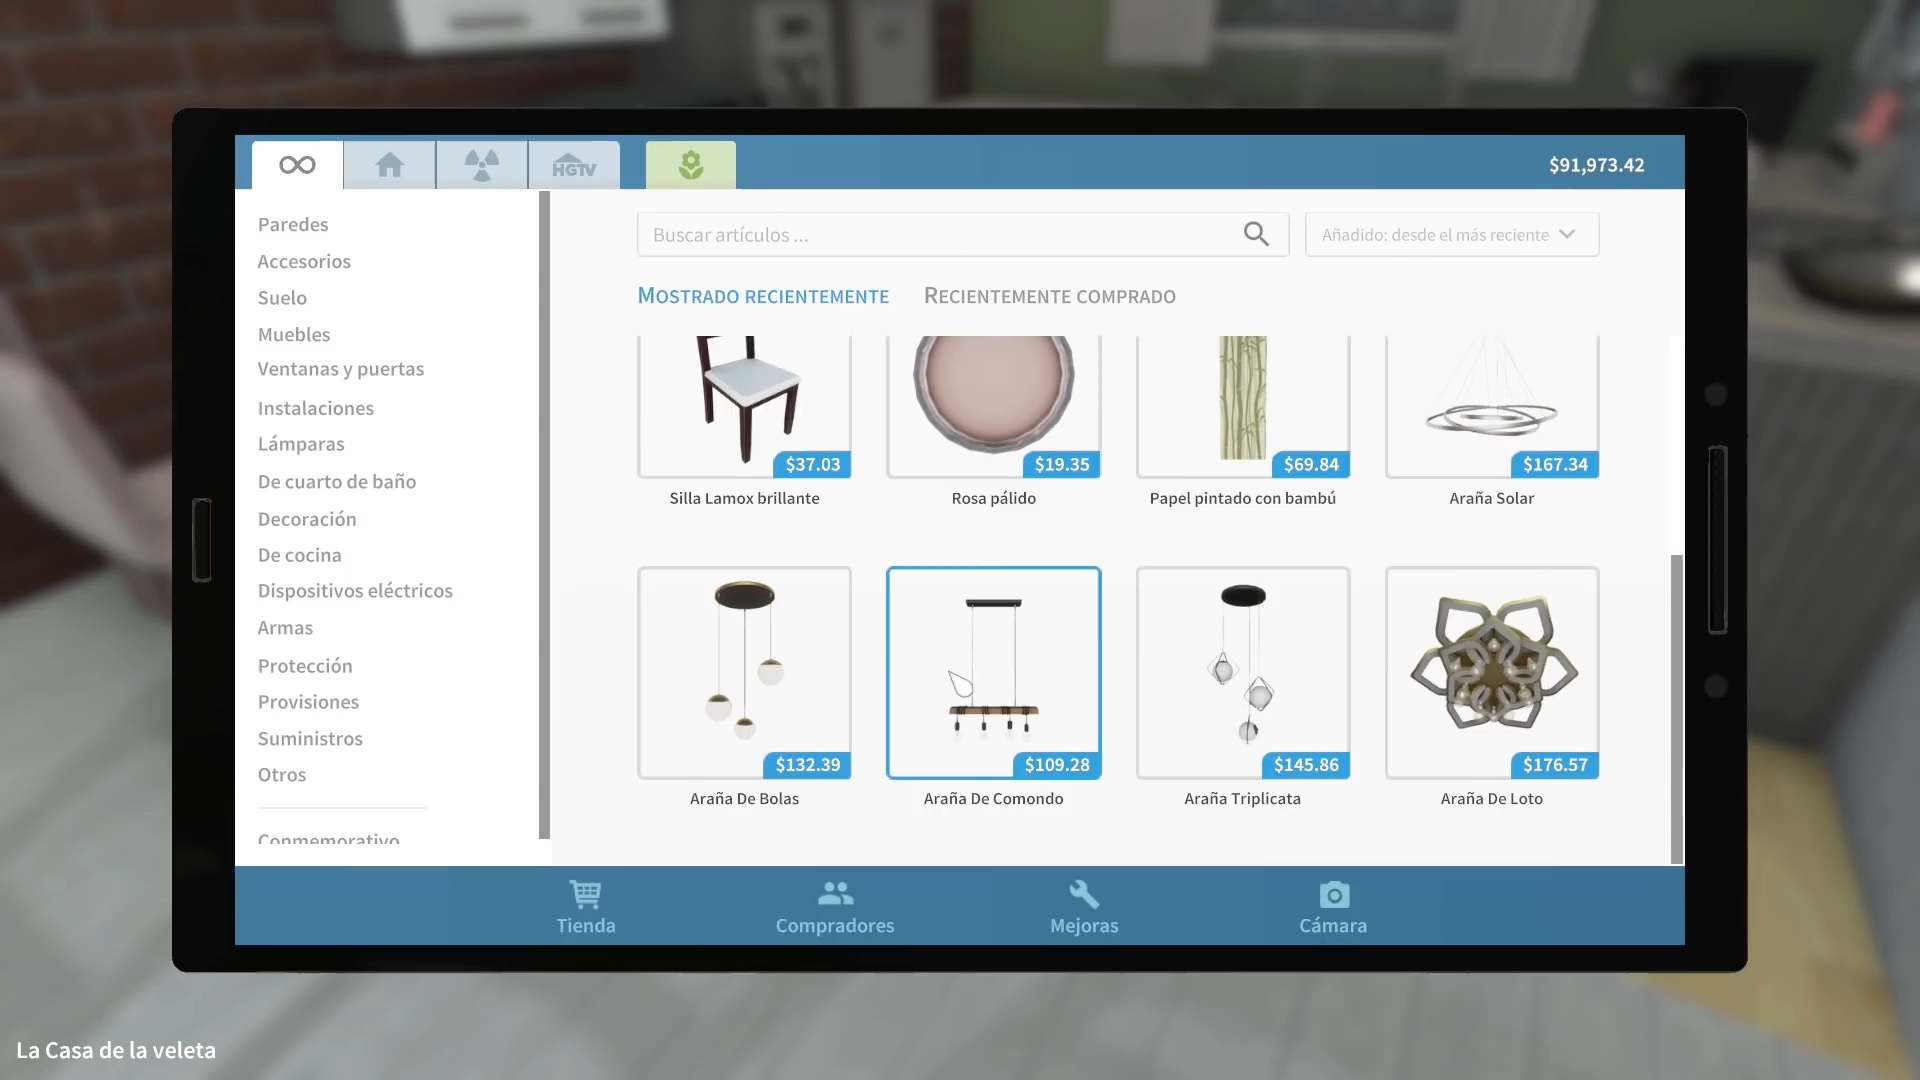 HGTV
$91,973.42
Paredes
Accesorios
Suelo
Muebles
Ventanas y puertas
Instalaciones
Lámparas
De cuarto de baño
Decoración
De cocina
Dispositivos eléctricos
Armas
Protección
Provisiones
Suministros
Otros
Conmemorativo
Buscar artículos ...
Añadido: desde el más reciente
MOSTRADO RECIENTEMENTE
RECIENTEMENTE COMPRADO
$37.03
$19.35
$69.84
$167.34
Silla Lamox brillante
Rosa pálido
Papel pintado con bambú
Araña Solar
$132.39
$109.28
$145.86
$176.57
Araña De Bolas
Araña De Comondo
Araña Triplicata
Araña De Loto
Tienda
Compradores
Mejoras
Cámara
La Casa de la veleta